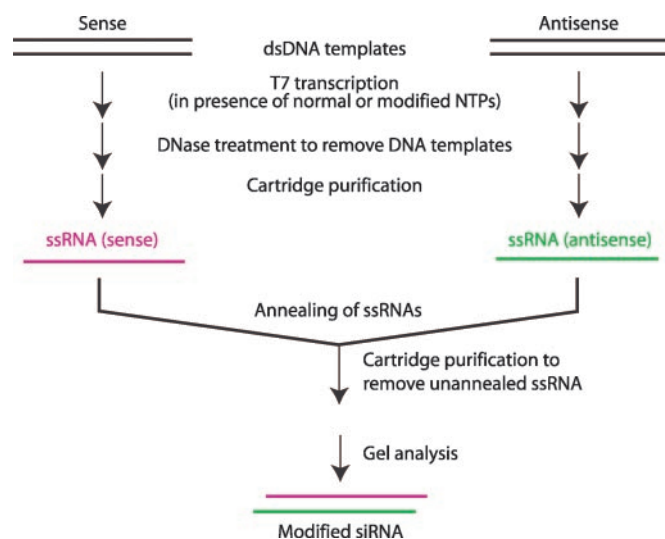 Sense
Antisense
dsDNA templates
T7 transcription
(in presence of normal or modified NTPs)
DNase treatment to remove DNA templates
Cartridge purification
ssRNA (sense)
ssRNA (antisense)
Annealing of ssRNAs
Cartridge purification to
remove unannealed ssRNA
Gel analysis
Modified siRNA